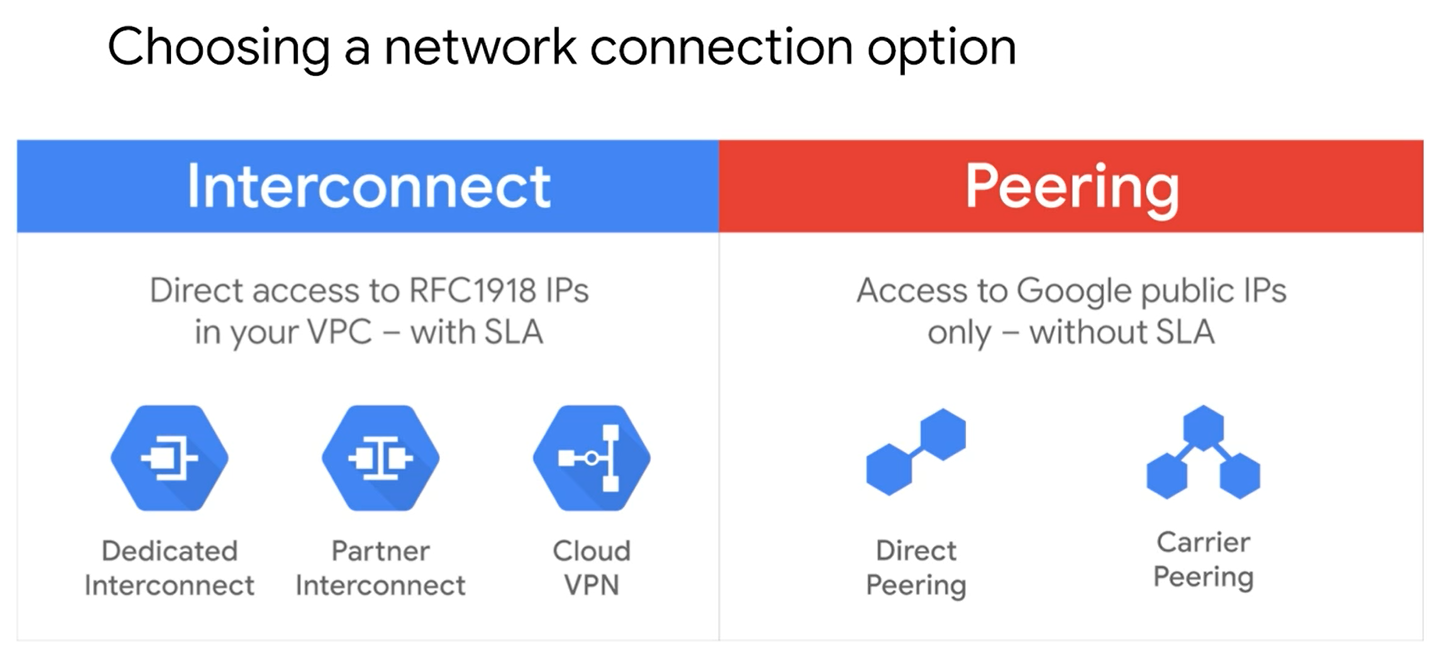 Choosing a network connection option
Interconnect
Peering
Direct access to RFC1918 IPs
in your VPC – with SLA
Access to Google public IPs
only – without SLA
Dedicated
Interconnect
Partner
Interconnect
Cloud
VPN
Direct
Peering
Carrier
Peering